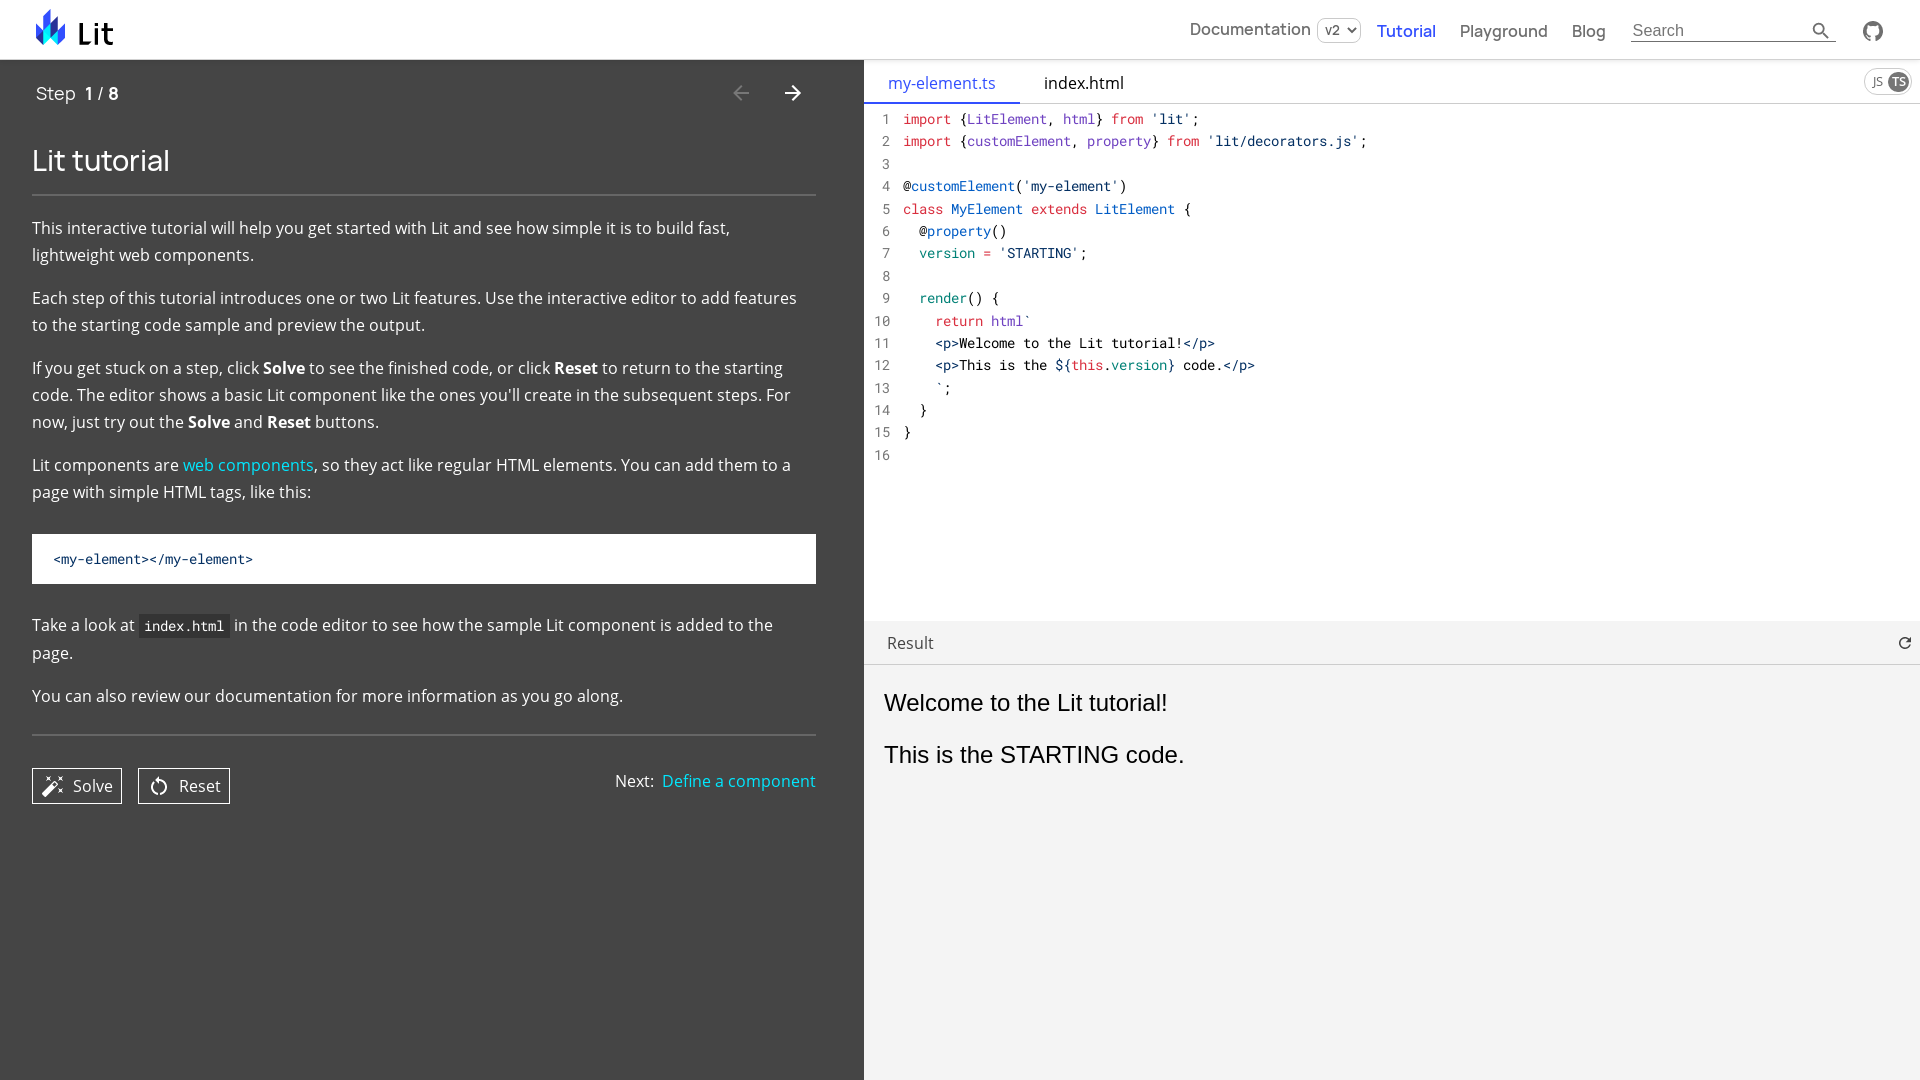 Lit
Documentation v2 Tutorial Playground Blog Search
Step 1 / 8
Lit tutorial
This interactive tutorial will help you get started with Lit and see how simple it is to build fast,
lightweight web components.
Each step of this tutorial introduces one or two Lit features. Use the interactive editor to add features
to the starting code sample and preview the output.
If you get stuck on a step, click Solve to see the finished code, or click Reset to return to the starting
code. The editor shows a basic Lit component like the ones you'll create in the subsequent steps. For
now, just try out the Solve and Reset buttons.
Lit components are web components, so they act like regular HTML elements. You can add them to a
page with simple HTML tags, like this:
<my-element></my-element>
Take a look at index.html in the code editor to see how the sample Lit component is added to the
page.
You can also review our documentation for more information as you go along.
Solve Reset Next: Define a component
my-element.ts index.html JS TS
1 import {LitElement, html} from 'lit';
2 import {customElement, property} from 'lit/decorators.js';
3
4 @customElement('my-element')
5 class MyElement extends LitElement {
6   @property()
7   version = 'STARTING';
8
9   render() {
10     return html`
11     <p>Welcome to the Lit tutorial!</p>
12     <p>This is the ${this.version} code.</p>
13     `;
14   }
15 }
16
Result
Welcome to the Lit tutorial!
This is the STARTING code.